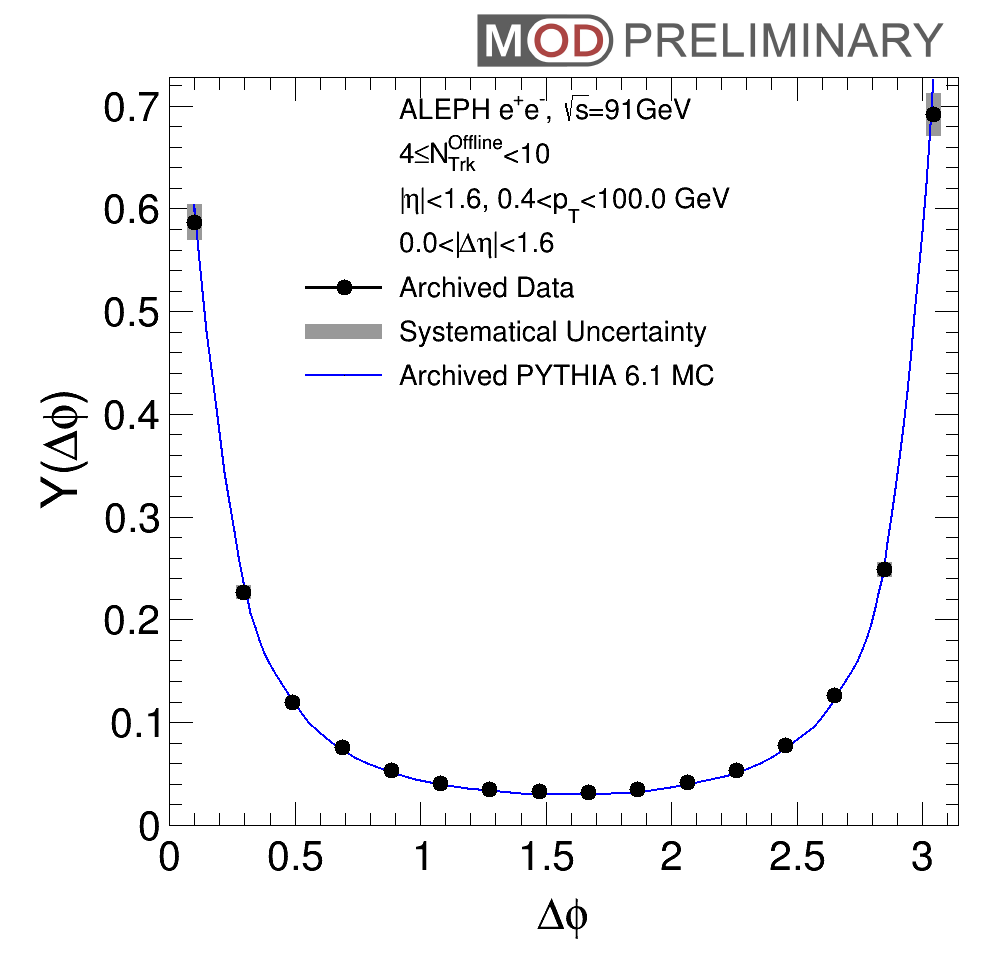 MOD PRELIMINARY
ALEPH e⁺e⁻, √s=91GeV
4≤N_Trk^Offline<10
|η|<1.6, 0.4<p_T<100.0 GeV
0.0<|Δη|<1.6
Archived Data
Systematical Uncertainty
Archived PYTHIA 6.1 MC
Y(Δϕ)
0.7
0.6
0.5
0.4
0.3
0.2
0.1
0
0 0.5 1 1.5 2 2.5 3
Δϕ